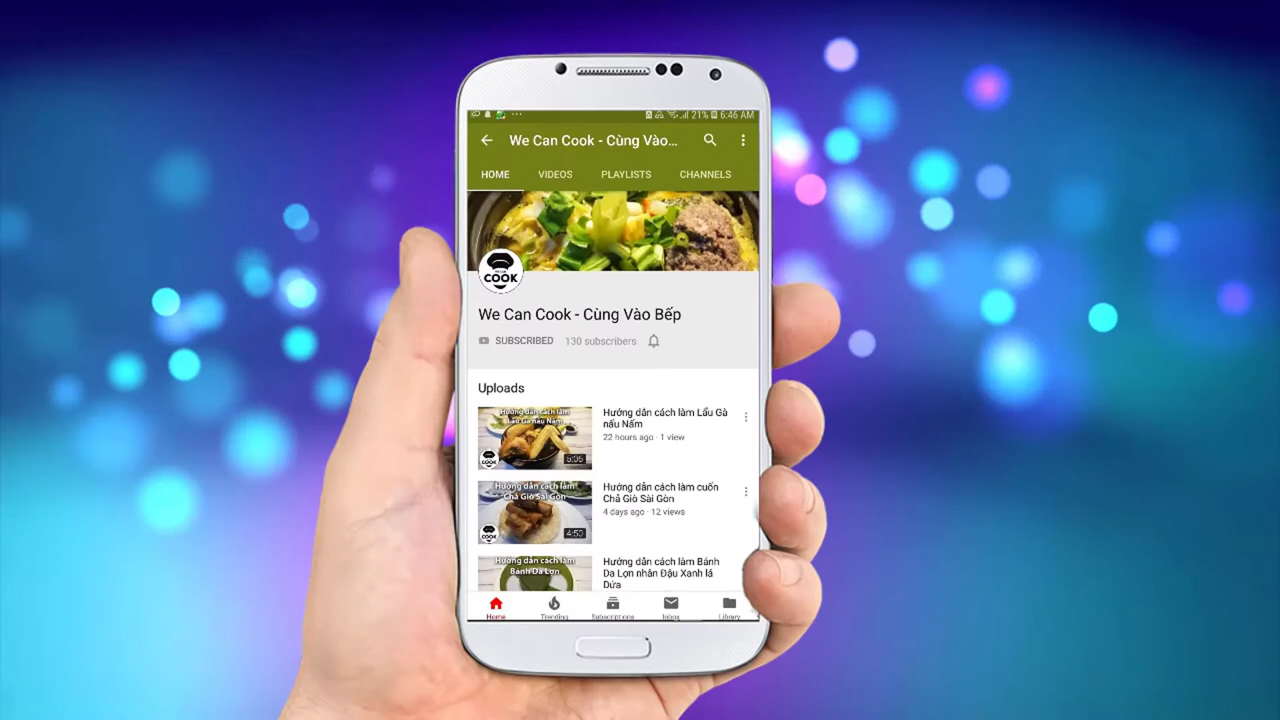 21% 6:46 AM
We Can Cook - Cùng Vào...
HOME VIDEOS PLAYLISTS CHANNELS
COOK
We Can Cook - Cùng Vào Bếp
SUBSCRIBED 130 subscribers
Uploads
Hướng dẫn cách làm
Lẩu Gà nấu Nấm
COOK
5:06
Hướng dẫn cách làm Lẩu Gà
nấu Nấm
22 hours ago · 1 view
Hướng dẫn cách làm
Chả Giò Sài Gòn
COOK
4:50
Hướng dẫn cách làm cuốn
Chả Giò Sài Gòn
4 days ago · 12 views
Hướng dẫn cách làm
Bánh Da Lợn
Hướng dẫn cách làm Bánh
Da Lợn nhân Đậu Xanh lá
Dứa
Home Trending Subscriptions Inbox Library